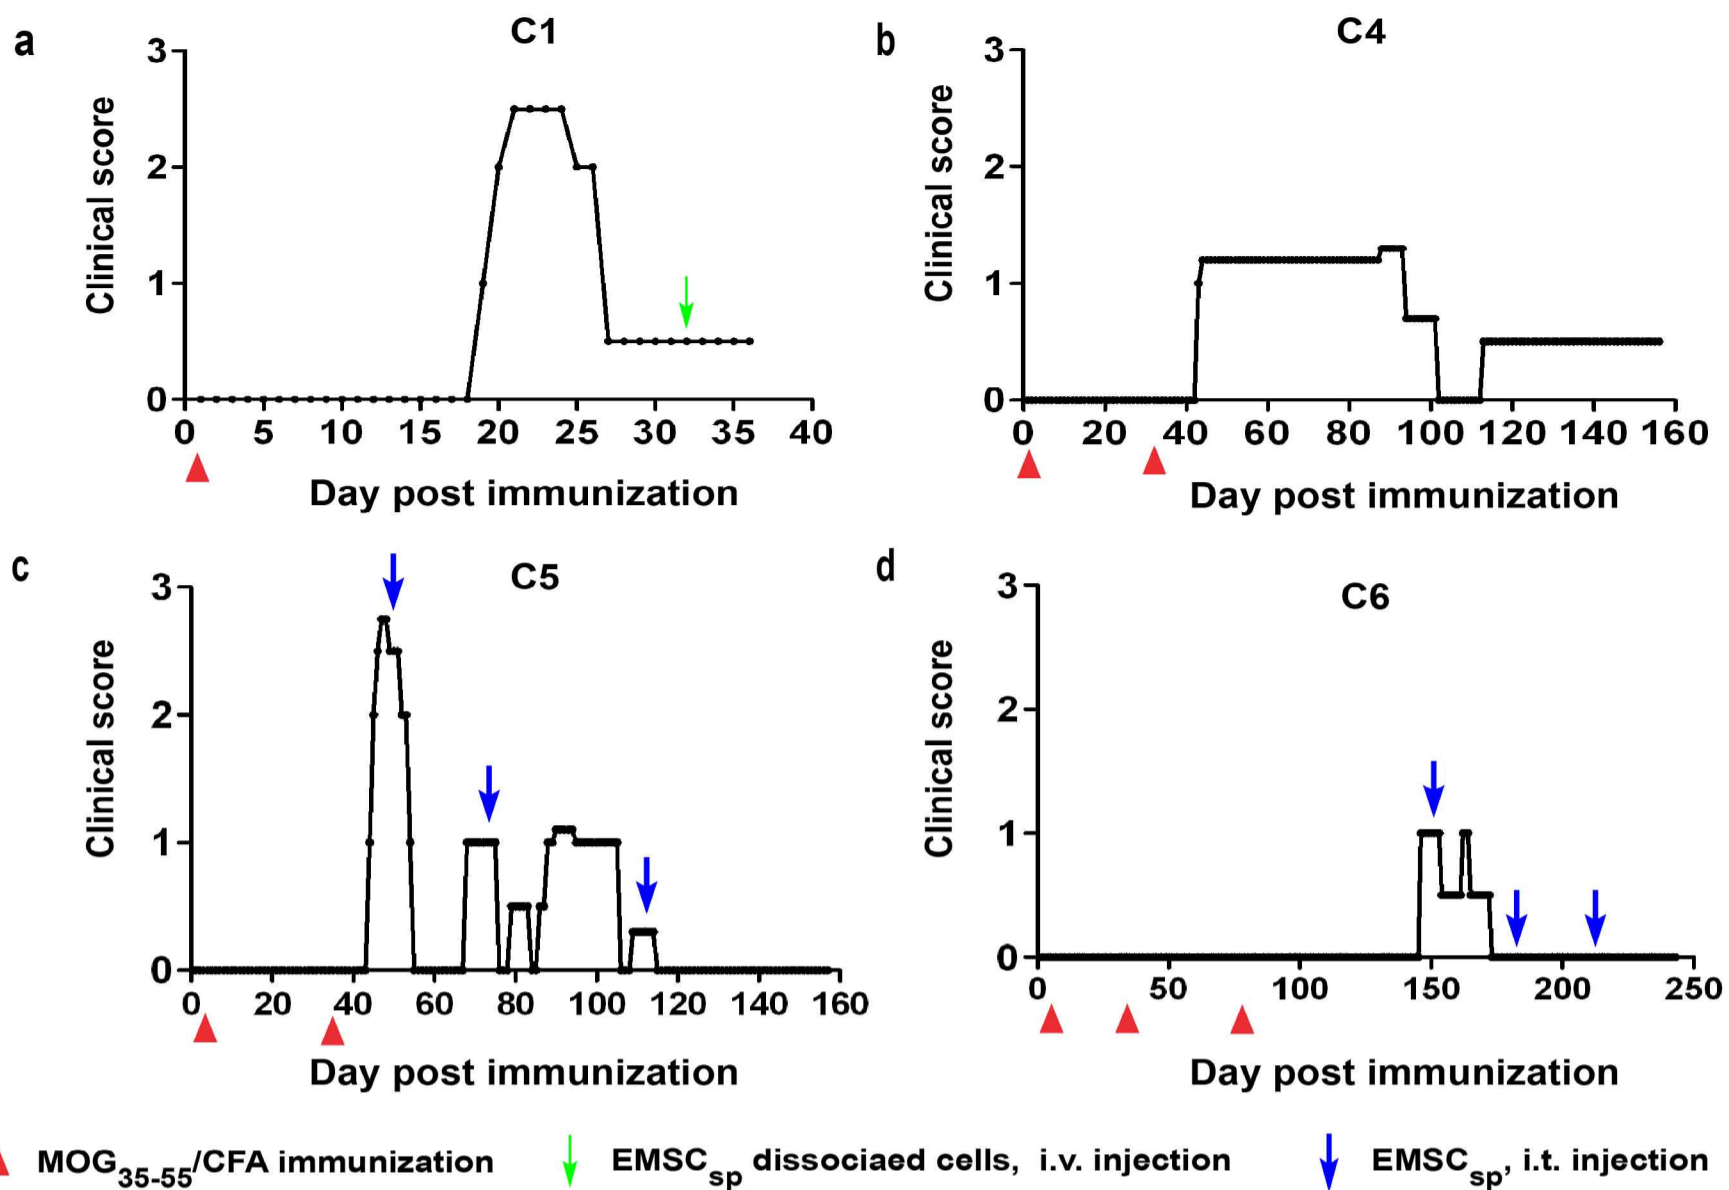 a
C1
3
2
1
0
Clinical score
0 5 10 15 20 25 30 35 40
Day post immunization
b
C4
3
2
1
0
Clinical score
0 20 40 60 80 100 120 140 160
Day post immunization
c
C5
3
2
1
0
Clinical score
0 20 40 60 80 100 120 140 160
Day post immunization
d
C6
3
2
1
0
Clinical score
0 50 100 150 200 250
Day post immunization
MOG35-55/CFA immunization
EMSCsp dissociaed cells, i.v. injection
EMSCsp, i.t. injection